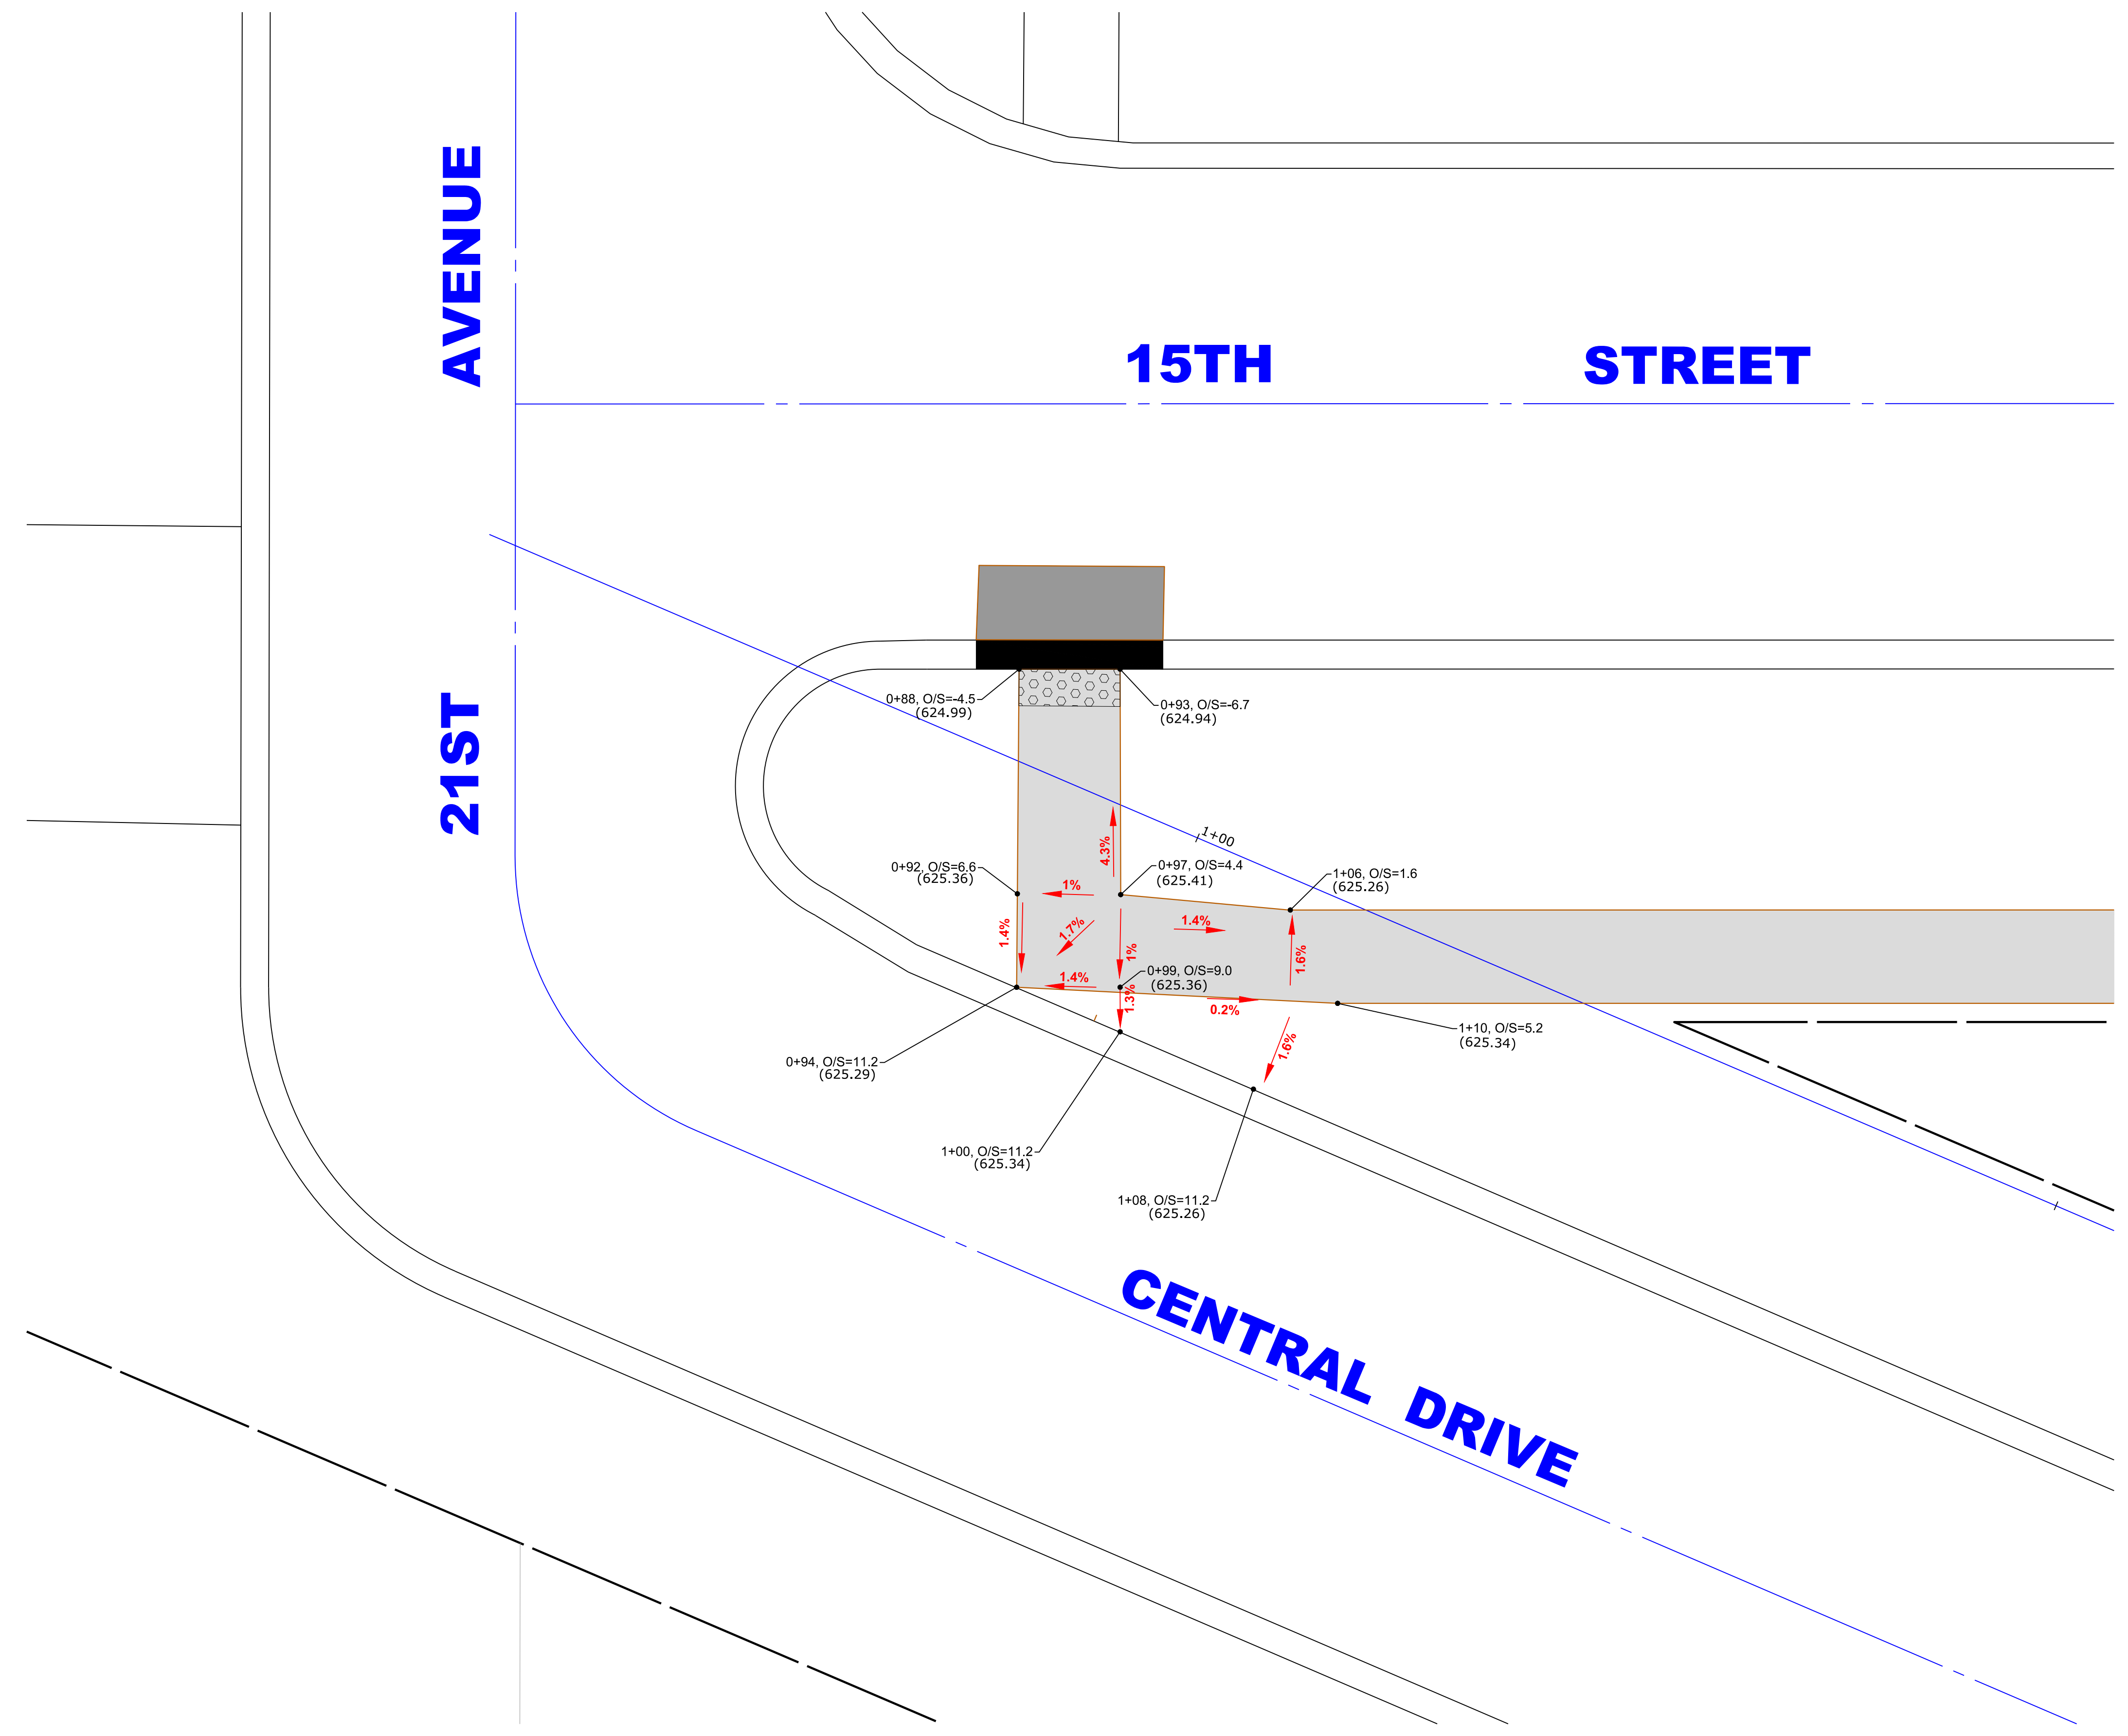 21ST AVENUE
15TH STREET
0+88, O/S=-4.5
(624.99)
0+93, O/S=-6.7
(624.94)
1+00
4.3%
0+92, O/S=6.6
(625.36)
0+97, O/S=4.4
(625.41)
1+06, O/S=1.6
(625.26)
1%
1.4%
1.7%
1.4%
1%
1.6%
1.4%
0+99, O/S=9.0
(625.36)
1.3%
0.2%
1.6%
1+10, O/S=5.2
(625.34)
0+94, O/S=11.2
(625.29)
1+00, O/S=11.2
(625.34)
1+08, O/S=11.2
(625.26)
CENTRAL DRIVE